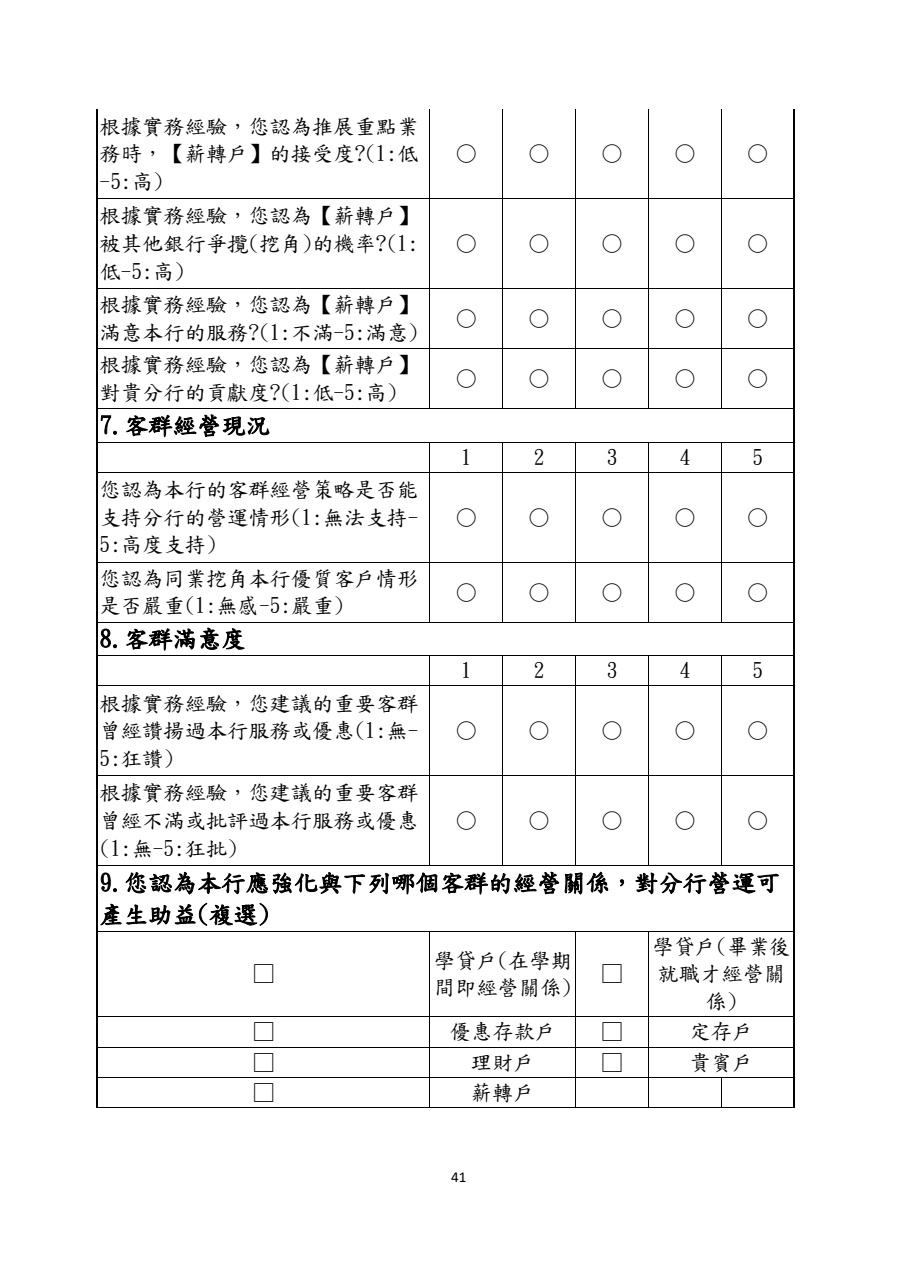 根據實務經驗，您認為推展重點業
務時，【薪轉戶】的接受度?(1:低
-5:高)
○ ○ ○ ○ ○
根據實務經驗，您認為【薪轉戶】
被其他銀行爭攬(挖角)的機率?(1:
低-5:高)
○ ○ ○ ○ ○
根據實務經驗，您認為【薪轉戶】
滿意本行的服務?(1:不滿-5:滿意)
○ ○ ○ ○ ○
根據實務經驗，您認為【薪轉戶】
對貴分行的貢獻度?(1:低-5:高)
○ ○ ○ ○ ○
7.客群經營現況
1 2 3 4 5
您認為本行的客群經營策略是否能
支持分行的營運情形(1:無法支持-
5:高度支持)
○ ○ ○ ○ ○
您認為同業挖角本行優質客戶情形
是否嚴重(1:無感-5:嚴重)
○ ○ ○ ○ ○
8.客群滿意度
1 2 3 4 5
根據實務經驗，您建議的重要客群
曾經讚揚過本行服務或優惠(1:無-
5:狂讚)
○ ○ ○ ○ ○
根據實務經驗，您建議的重要客群
曾經不滿或批評過本行服務或優惠
(1:無-5:狂批)
○ ○ ○ ○ ○
9.您認為本行應強化與下列哪個客群的經營關係，對分行營運可
產生助益(複選)
□ 學貸戶(在學期
間即經營關係)
□ 學貸戶(畢業後
就職才經營關
係)
□ 優惠存款戶 □ 定存戶
□ 理財戶 □ 貴賓戶
□ 薪轉戶
41